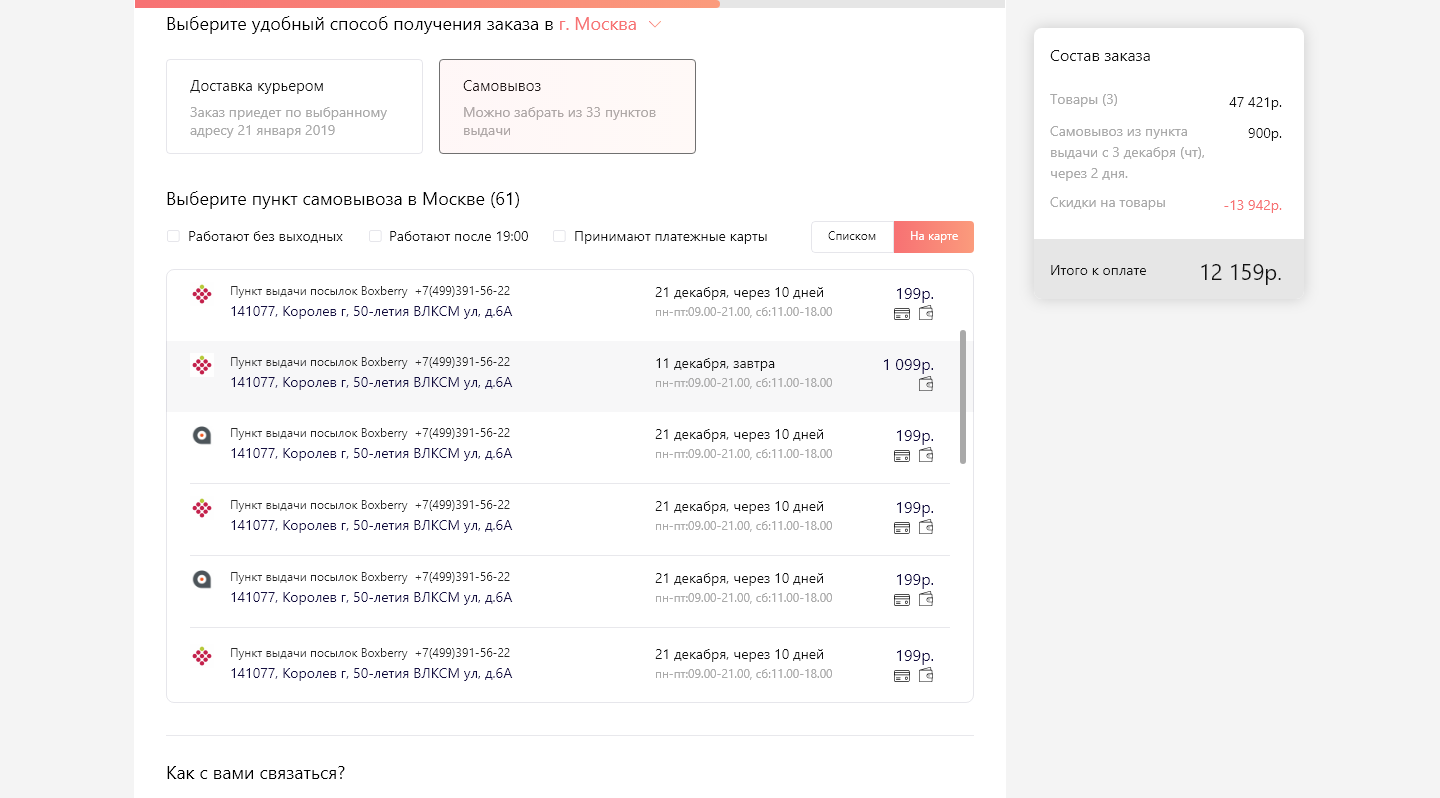 Выберите удобный способ получения заказа в г. Москва
Доставка курьером
Заказ приедет по выбранному
адресу 21 января 2019
Самовывоз
Можно забрать из 33 пунктов
выдачи
Выберите пункт самовывоза в Москве (61)
Работают без выходных Работают после 19:00 Принимают платежные карты Списком На карте
Пункт выдачи посылок Boxberry +7(499)391-56-22
141077, Королев г, 50-летия ВЛКСМ ул, д.6А
21 декабря, через 10 дней
пн-пт:09.00-21.00, сб:11.00-18.00
199р.
Пункт выдачи посылок Boxberry +7(499)391-56-22
141077, Королев г, 50-летия ВЛКСМ ул, д.6А
11 декабря, завтра
пн-пт:09.00-21.00, сб:11.00-18.00
1 099р.
Пункт выдачи посылок Boxberry +7(499)391-56-22
141077, Королев г, 50-летия ВЛКСМ ул, д.6А
21 декабря, через 10 дней
пн-пт:09.00-21.00, сб:11.00-18.00
199р.
Пункт выдачи посылок Boxberry +7(499)391-56-22
141077, Королев г, 50-летия ВЛКСМ ул, д.6А
21 декабря, через 10 дней
пн-пт:09.00-21.00, сб:11.00-18.00
199р.
Пункт выдачи посылок Boxberry +7(499)391-56-22
141077, Королев г, 50-летия ВЛКСМ ул, д.6А
21 декабря, через 10 дней
пн-пт:09.00-21.00, сб:11.00-18.00
199р.
Пункт выдачи посылок Boxberry +7(499)391-56-22
141077, Королев г, 50-летия ВЛКСМ ул, д.6А
21 декабря, через 10 дней
пн-пт:09.00-21.00, сб:11.00-18.00
199р.
Как с вами связаться?
Состав заказа
Товары (3) 47 421р.
Самовывоз из пункта 900р.
выдачи с 3 декабря (чт),
через 2 дня.
Скидки на товары -13 942р.
Итого к оплате 12 159р.